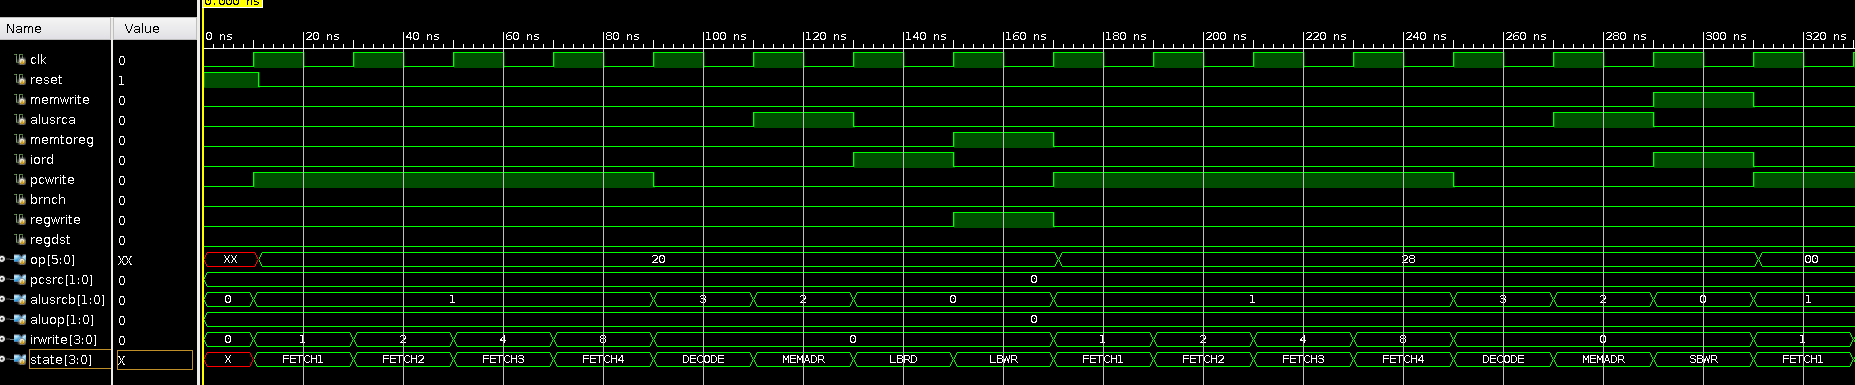 0.000 ns
Name Value
0 ns 20 ns 40 ns 60 ns 80 ns 100 ns 120 ns 140 ns 160 ns 180 ns 200 ns 220 ns 240 ns 260 ns 280 ns 300 ns 320 n
clk 0
reset 1
memwrite 0
alusrca 0
memtoreg 0
iord 0
pcwrite 0
brnch 0
regwrite 0
regdst 0
op[5:0] XX XX 20 28 00
pcsrc[1:0] 0 0
alusrcb[1:0] 0 0 1 3 2 0 1 3 2 0 1
aluop[1:0] 0 0
irwrite[3:0] 0 0 1 2 4 8 0 1 2 4 8 0 1
state[3:0] X X FETCH1 FETCH2 FETCH3 FETCH4 DECODE MEMADR LBRD LBWR FETCH1 FETCH2 FETCH3 FETCH4 DECODE MEMADR SBWR FETCH1